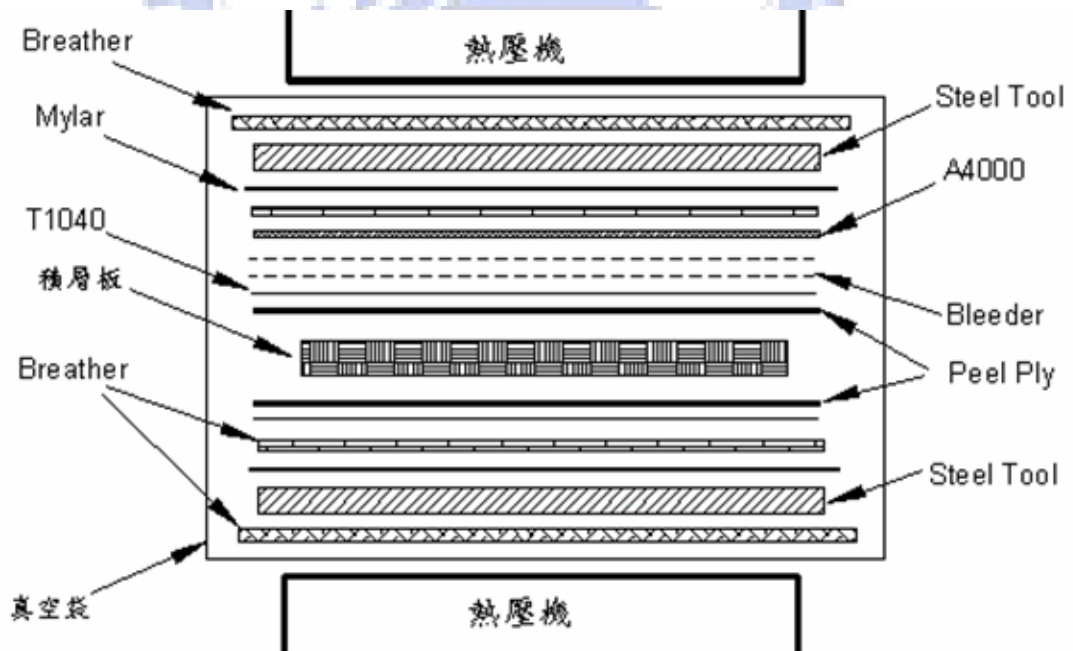 熱壓機
Breather
Steel Tool
Mylar
A4000
T1040
積層板
Bleeder
Breather
Peel Ply
Steel Tool
真空袋
熱壓機